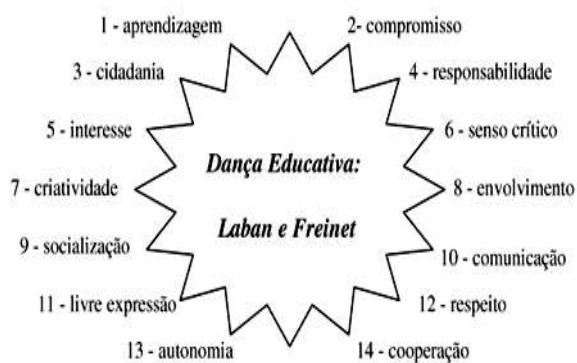 1 - aprendizagem
2- compromisso
3 - cidadania
4 - responsabilidade
5 - interesse
6 - senso crítico
Dança Educativa:
7 - criatividade
8 - envolvimento
Laban e Freinet
9 - socialização
10 - comunicação
11 - livre expressão
12 - respeito
13 - autonomia
14 - cooperação